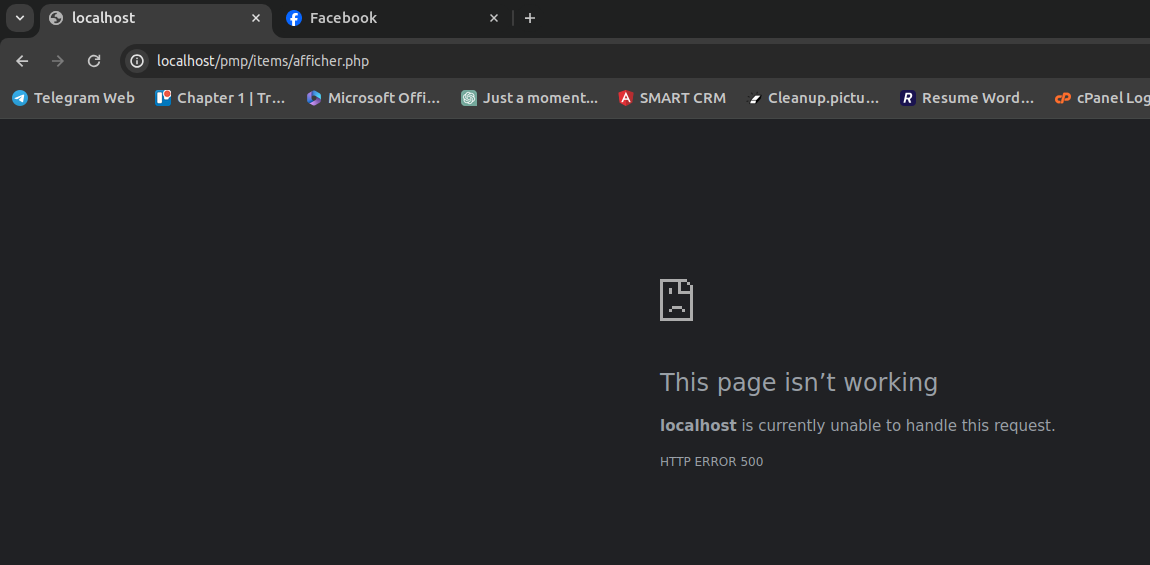 localhost
Facebook
localhost/pmp/items/afficher.php
Telegram Web
Chapter 1 | Tr...
Microsoft Offi...
Just a moment...
SMART CRM
Cleanup.pictu...
R
Resume Word...
cP
cPanel Log
This page isn’t working
localhost is currently unable to handle this request.
HTTP ERROR 500